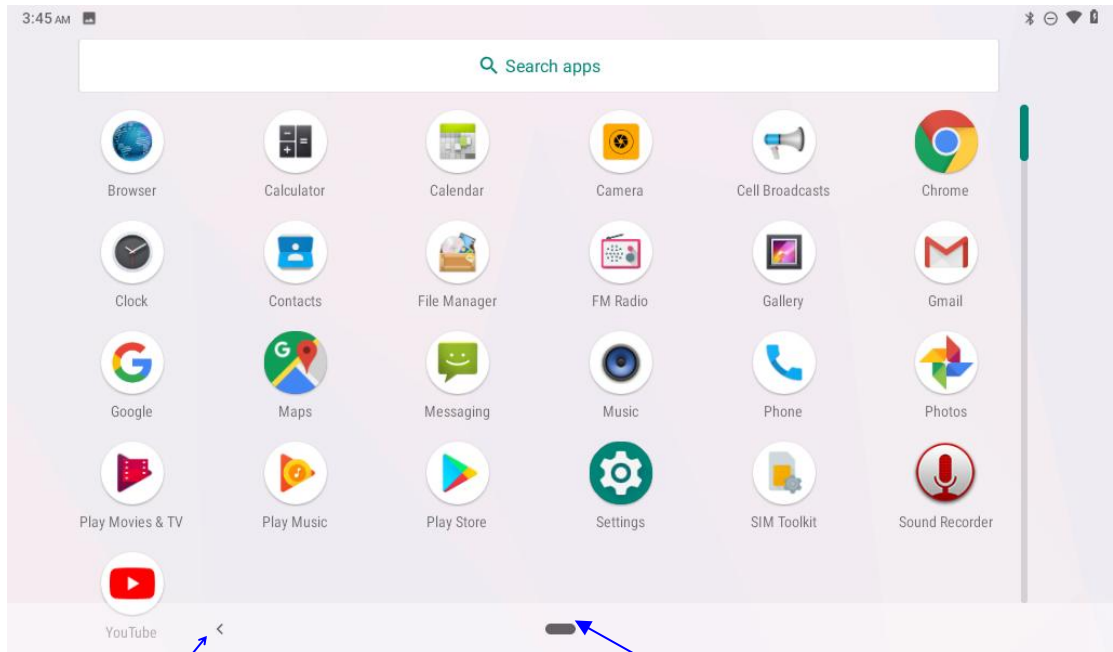 3:45 AM
Search apps
Browser Calculator Calendar Camera Cell Broadcasts Chrome
Clock Contacts File Manager FM Radio Gallery Gmail
G
Google Maps Messaging Music Phone Photos
Play Movies & TV Play Music Play Store Settings SIM Toolkit Sound Recorder
YouTube